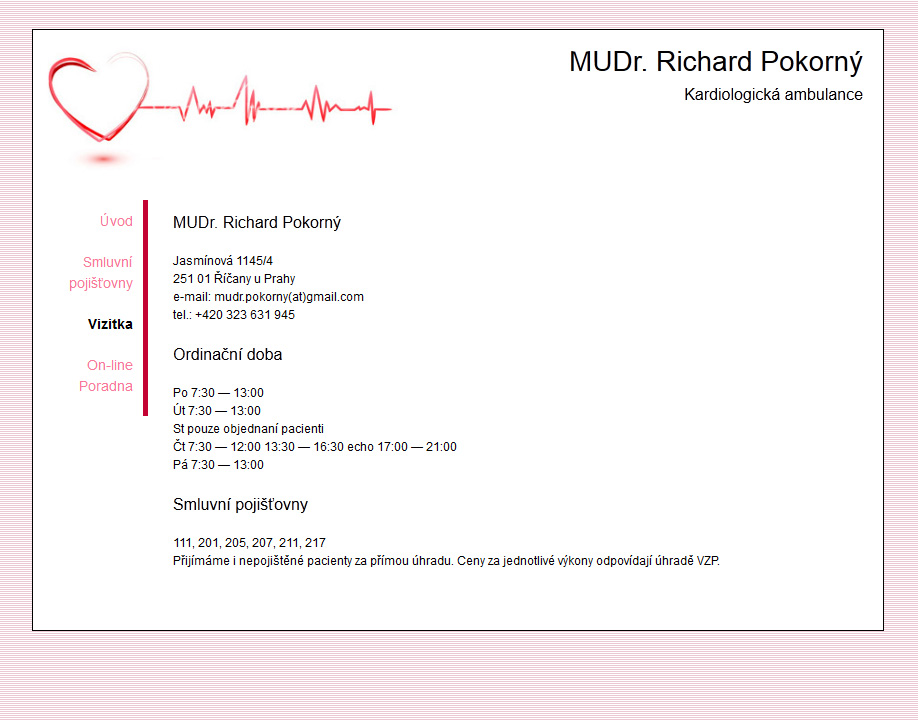 MUDr. Richard Pokorný
Kardiologická ambulance
Úvod
Smluvní
pojišťovny
Vizitka
On-line
Poradna
MUDr. Richard Pokorný
Jasmínová 1145/4
251 01 Říčany u Prahy
e-mail: mudr.pokorny(at)gmail.com
tel.: +420 323 631 945
Ordinační doba
Po 7:30 — 13:00
Út 7:30 — 13:00
St pouze objednaní pacienti
Čt 7:30 — 12:00 13:30 — 16:30 echo 17:00 — 21:00
Pá 7:30 — 13:00
Smluvní pojišťovny
111, 201, 205, 207, 211, 217
Přijímáme i nepojištěné pacienty za přímou úhradu. Ceny za jednotlivé výkony odpovídají úhradě VZP.